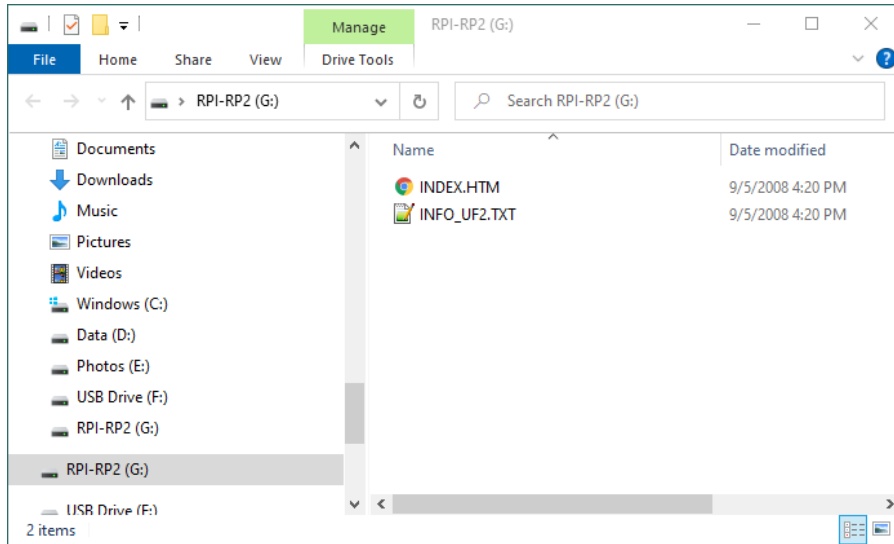 Manage RPI-RP2 (G:)
File Home Share View Drive Tools ?
RPI-RP2 (G:) Search RPI-RP2 (G:)
Documents
Downloads
Music
Pictures
Videos
Windows (C:)
Data (D:)
Photos (E:)
USB Drive (F:)
RPI-RP2 (G:)
RPI-RP2 (G:)
USB Drive (F:)
Name Date modified
INDEX.HTM 9/5/2008 4:20 PM
INFO_UF2.TXT 9/5/2008 4:20 PM
2 items